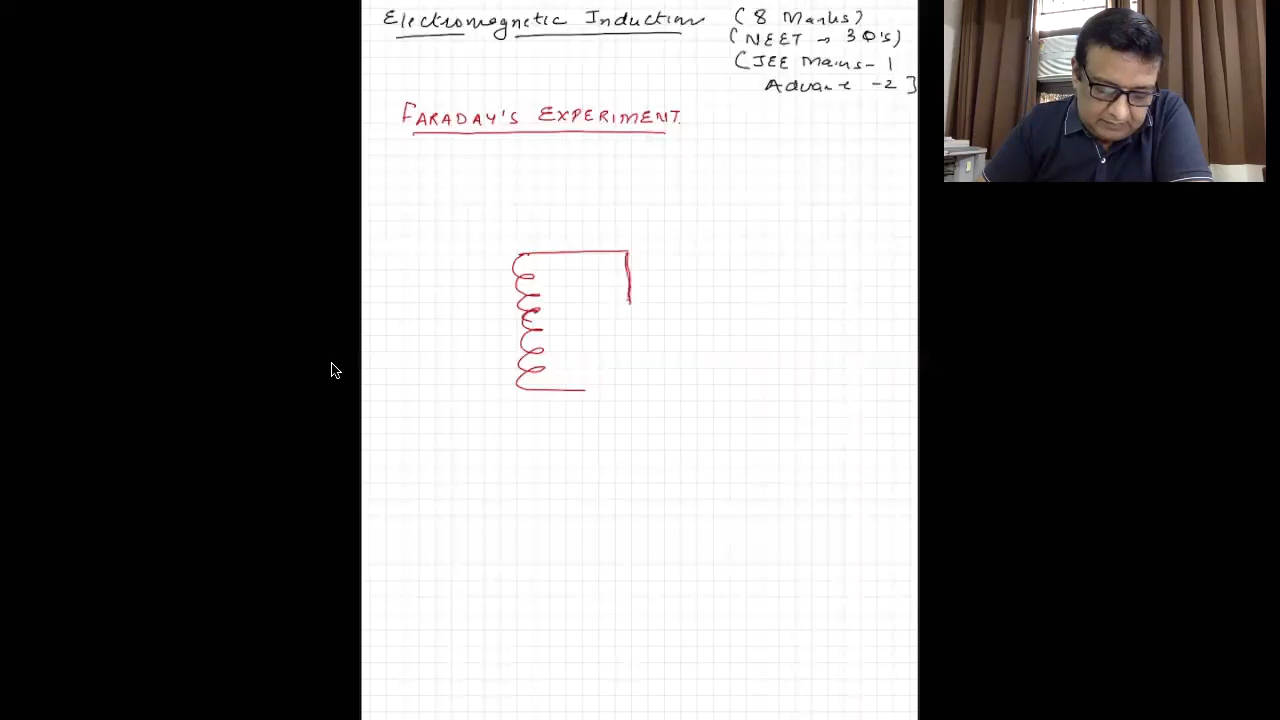 Electromagnetic Induction (8 Marks)
(NEET → 3 Q's)
(JEE Mains - 1
Advance - 2]
FARADAY'S EXPERIMENT.